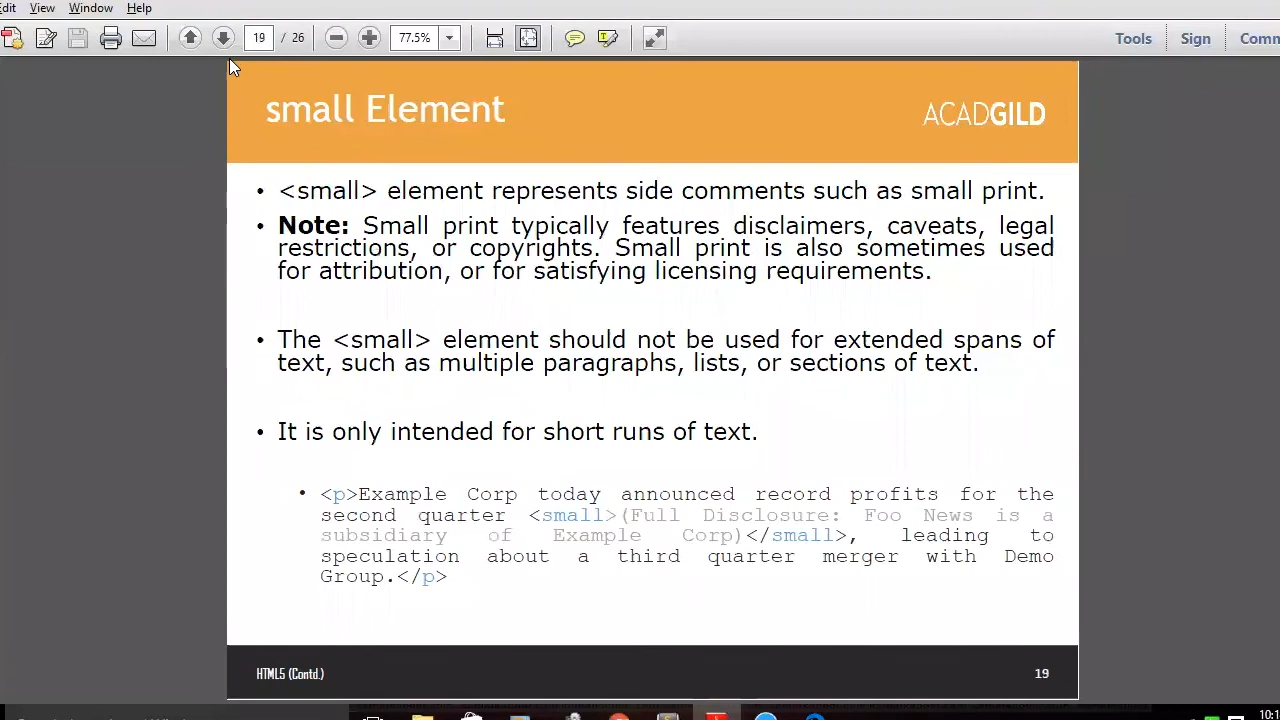 View Window Help
19 / 26 77.5% Tools Sign
small Element
ACADGILD
• <small> element represents side comments such as small print.
• Note: Small print typically features disclaimers, caveats, legal
restrictions, or copyrights. Small print is also sometimes used
for attribution, or for satisfying licensing requirements.
• The <small> element should not be used for extended spans of
text, such as multiple paragraphs, lists, or sections of text.
• It is only intended for short runs of text.
• <p>Example Corp today announced record profits for the
second quarter <small>(Full Disclosure: Foo News is a
subsidiary of Example Corp)</small>, leading to
speculation about a third quarter merger with Demo
Group.</p>
HTML5 (Contd.)
19